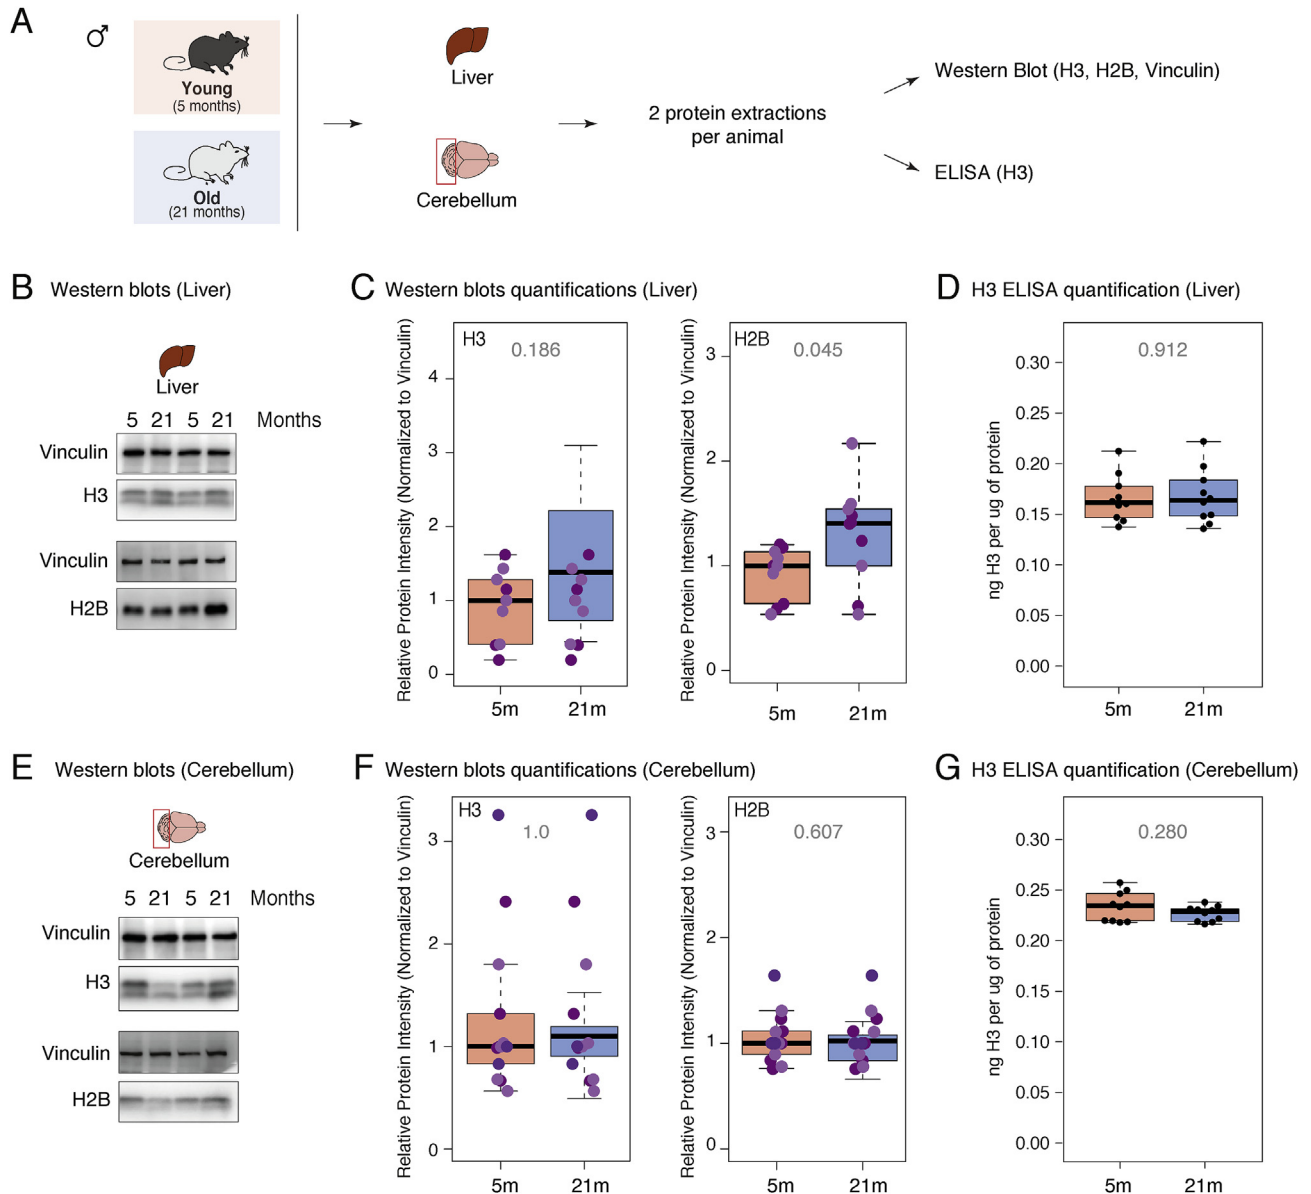 A
♂
Young
(5 months)
Old
(21 months)
Liver
Cerebellum
2 protein extractions
per animal
Western Blot (H3, H2B, Vinculin)
ELISA (H3)
B Western blots (Liver)
Liver
5 21 5 21 Months
Vinculin
H3
Vinculin
H2B
C Western blots quantifications (Liver)
Relative Protein Intensity (Normalized to Vinculin)
H3
0.186
4
3
2
1
0
5m 21m
Relative Protein Intensity (Normalized to Vinculin)
H2B
0.045
3
2
1
0
5m 21m
D H3 ELISA quantification (Liver)
ng H3 per ug of protein
0.912
0.30
0.25
0.20
0.15
0.10
0.05
0.00
5m 21m
E Western blots (Cerebellum)
Cerebellum
5 21 5 21 Months
Vinculin
H3
Vinculin
H2B
F Western blots quantifications (Cerebellum)
Relative Protein Intensity (Normalized to Vinculin)
H3
1.0
3
2
1
0
5m 21m
Relative Protein Intensity (Normalized to Vinculin)
H2B
0.607
3
2
1
0
5m 21m
G H3 ELISA quantification (Cerebellum)
ng H3 per ug of protein
0.280
0.30
0.25
0.20
0.15
0.10
0.05
0.00
5m 21m